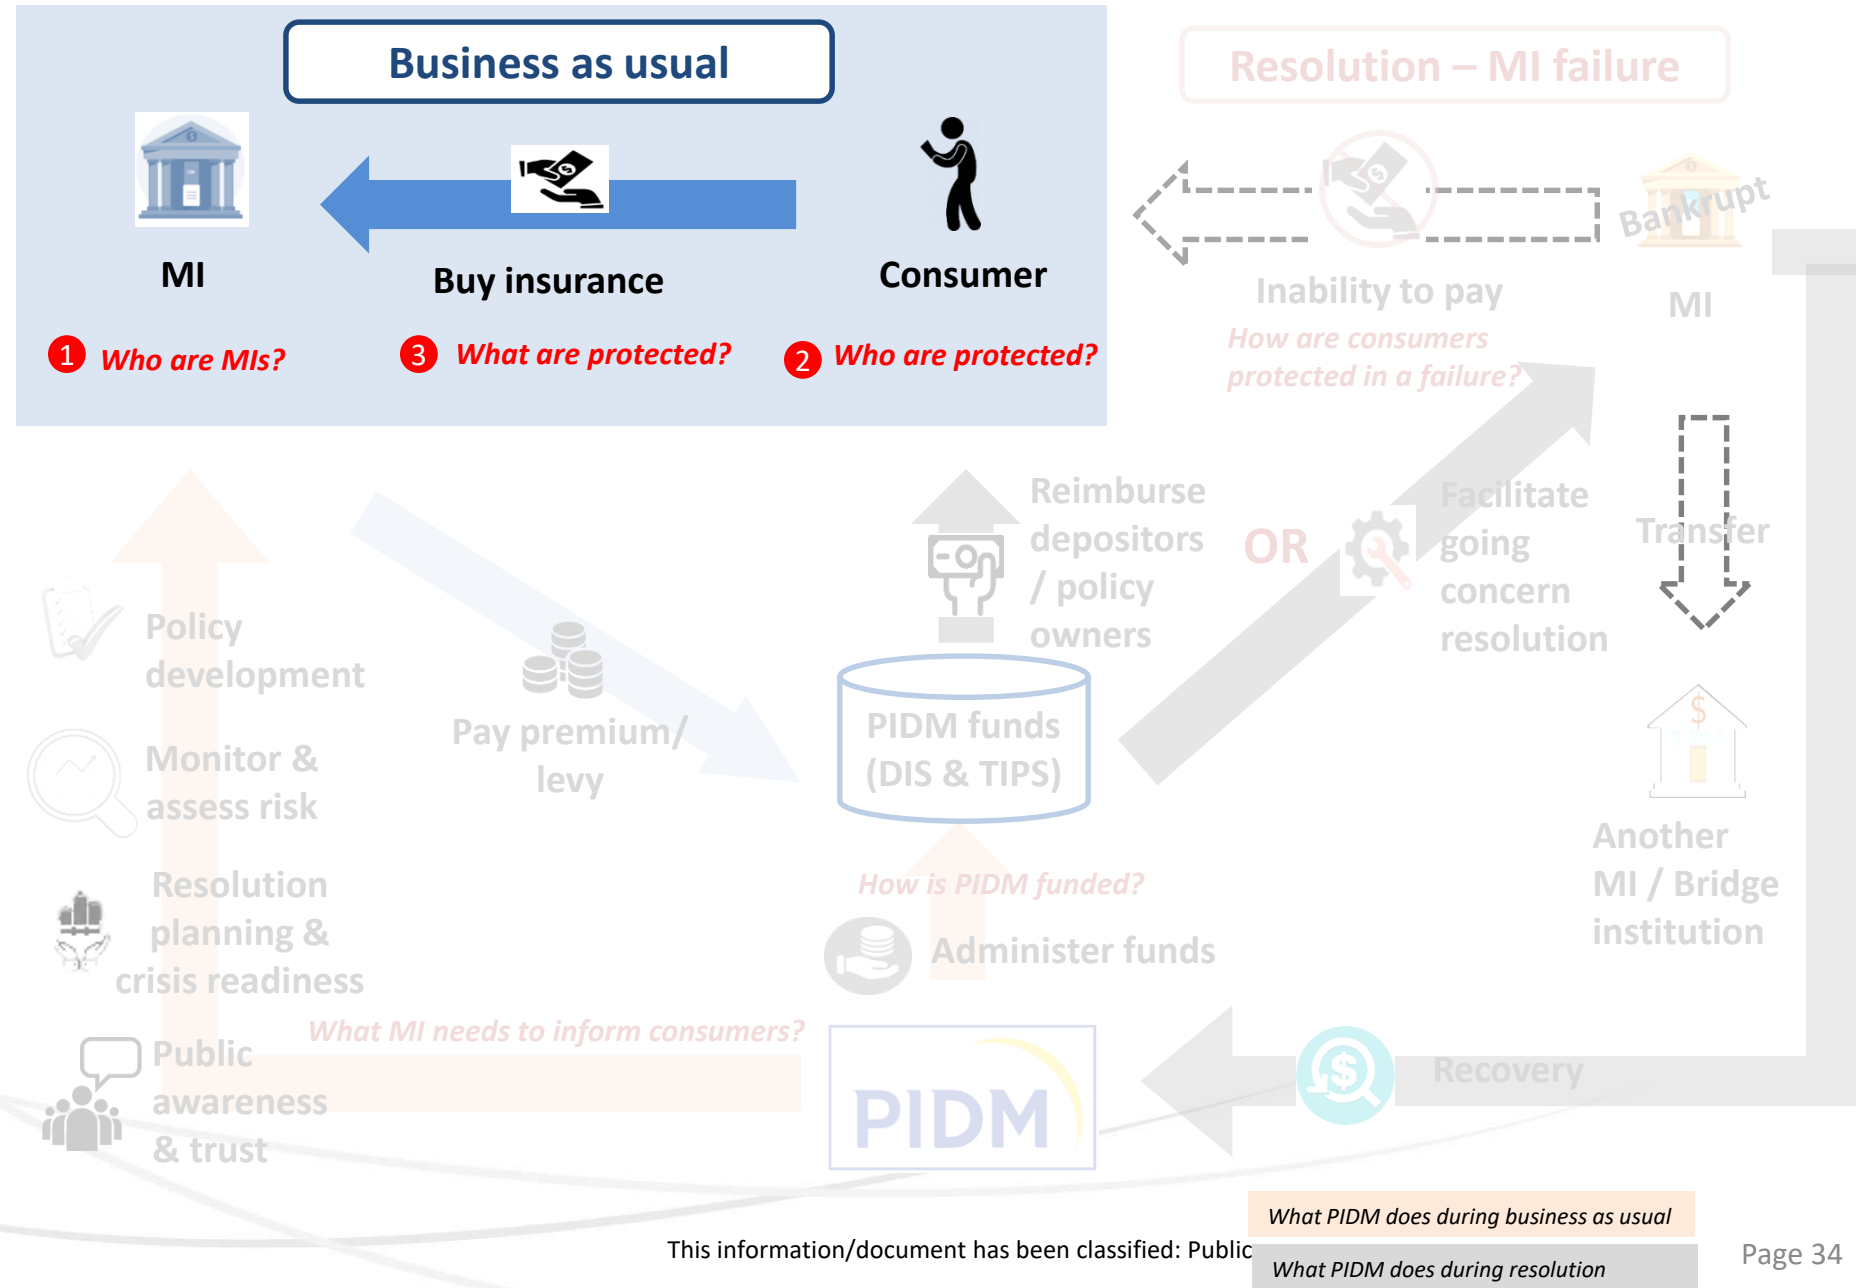 Business as usual
MI
Buy insurance
Consumer
1 Who are MIs?
3 What are protected?
2 Who are protected?
Resolution – MI failure
Bankrupt
Inability to pay
MI
How are consumers
protected in a failure?
Reimburse
depositors
/ policy
owners
OR
Facilitate
going
concern
resolution
Transfer
Policy
development
Monitor &
assess risk
Resolution
planning &
crisis readiness
Public
awareness
& trust
Pay premium/
levy
PIDM funds
(DIS & TIPS)
How is PIDM funded?
Administer funds
What MI needs to inform consumers?
PIDM
Another
MI / Bridge
institution
Recovery
What PIDM does during business as usual
This information/document has been classified: Public
What PIDM does during resolution
Page 34